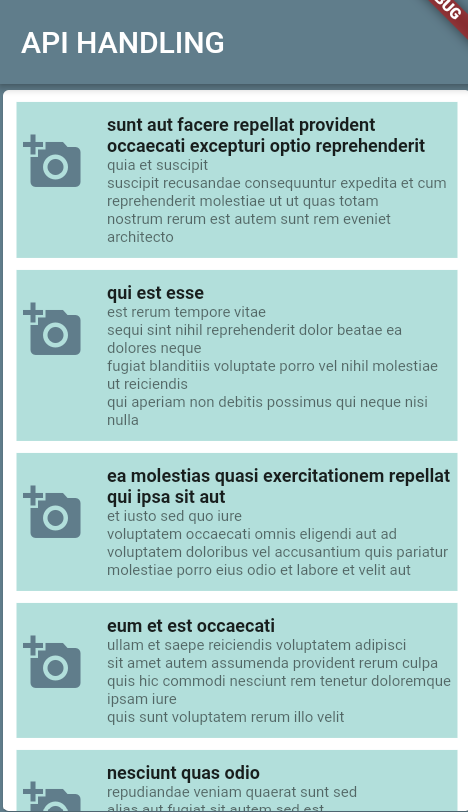 API HANDLING
sunt aut facere repellat provident
occaecati excepturi optio reprehenderit
quia et suscipit
suscipit recusandae consequuntur expedita et cum
reprehenderit molestiae ut ut quas totam
nostrum rerum est autem sunt rem eveniet
architecto
qui est esse
est rerum tempore vitae
sequi sint nihil reprehenderit dolor beatae ea
dolores neque
fugiat blanditiis voluptate porro vel nihil molestiae
ut reiciendis
qui aperiam non debitis possimus qui neque nisi
nulla
ea molestias quasi exercitationem repellat
qui ipsa sit aut
et iusto sed quo iure
voluptatem occaecati omnis eligendi aut ad
voluptatem doloribus vel accusantium quis pariatur
molestiae porro eius odio et labore et velit aut
eum et est occaecati
ullam et saepe reiciendis voluptatem adipisci
sit amet autem assumenda provident rerum culpa
quis hic commodi nesciunt rem tenetur doloremque
ipsam iure
quis sunt voluptatem rerum illo velit
nesciunt quas odio
repudiandae veniam quaerat sunt sed
alias aut fugiat sit autem sed est